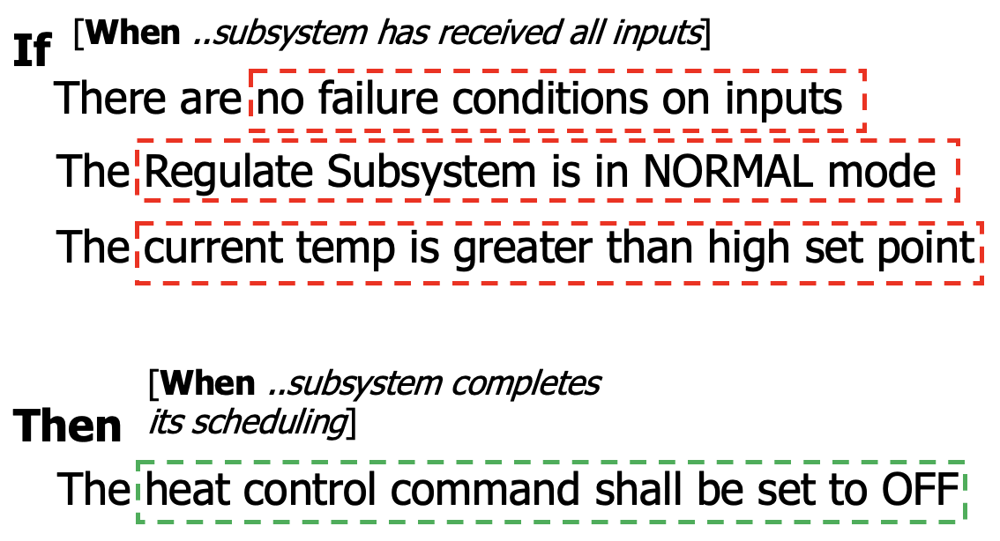 If [When ..subsystem has received all inputs]
There are no failure conditions on inputs
The Regulate Subsystem is in NORMAL mode
The current temp is greater than high set point
[When ..subsystem completes
Then its scheduling]
The heat control command shall be set to OFF